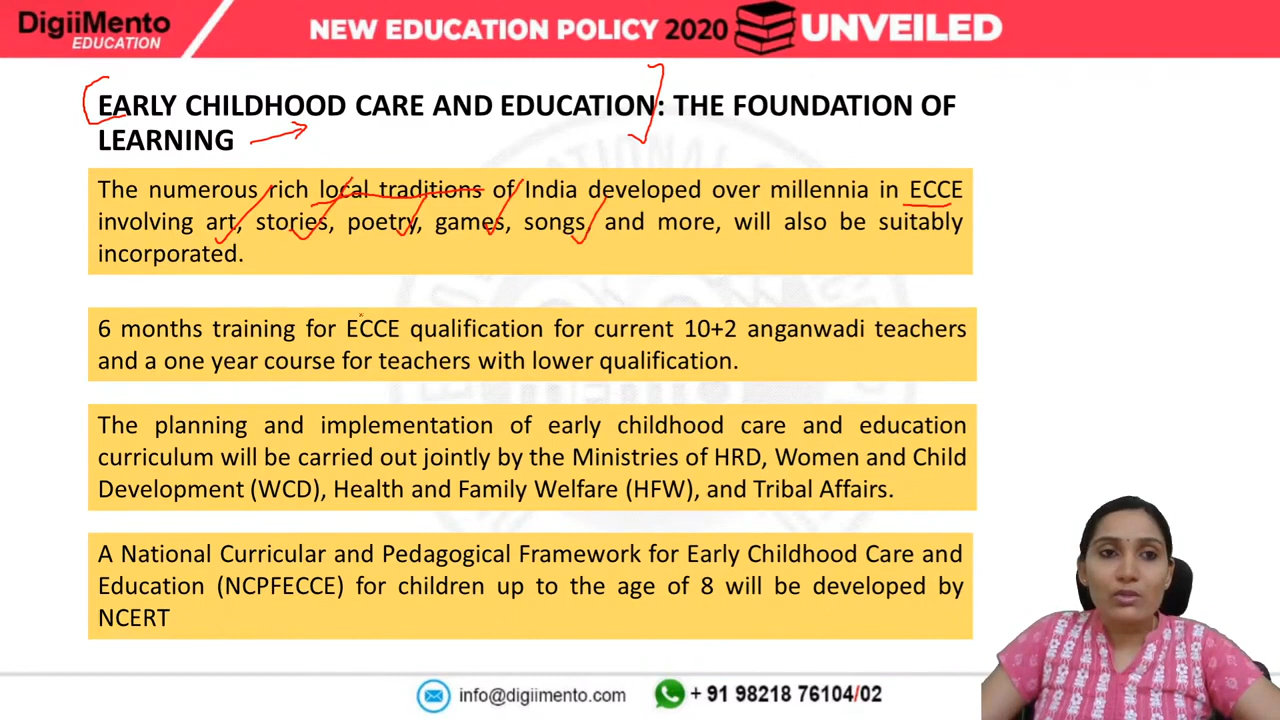 DigiiMento
EDUCATION
NEW EDUCATION POLICY 2020 UNVEILED
EARLY CHILDHOOD CARE AND EDUCATION: THE FOUNDATION OF
LEARNING
The numerous rich local traditions of India developed over millennia in ECCE
involving art, stories, poetry, games, songs, and more, will also be suitably
incorporated.
6 months training for ECCE qualification for current 10+2 anganwadi teachers
and a one year course for teachers with lower qualification.
The planning and implementation of early childhood care and education
curriculum will be carried out jointly by the Ministries of HRD, Women and Child
Development (WCD), Health and Family Welfare (HFW), and Tribal Affairs.
A National Curricular and Pedagogical Framework for Early Childhood Care and
Education (NCPFECCE) for children up to the age of 8 will be developed by
NCERT
info@digiimento.com + 91 98218 76104/02